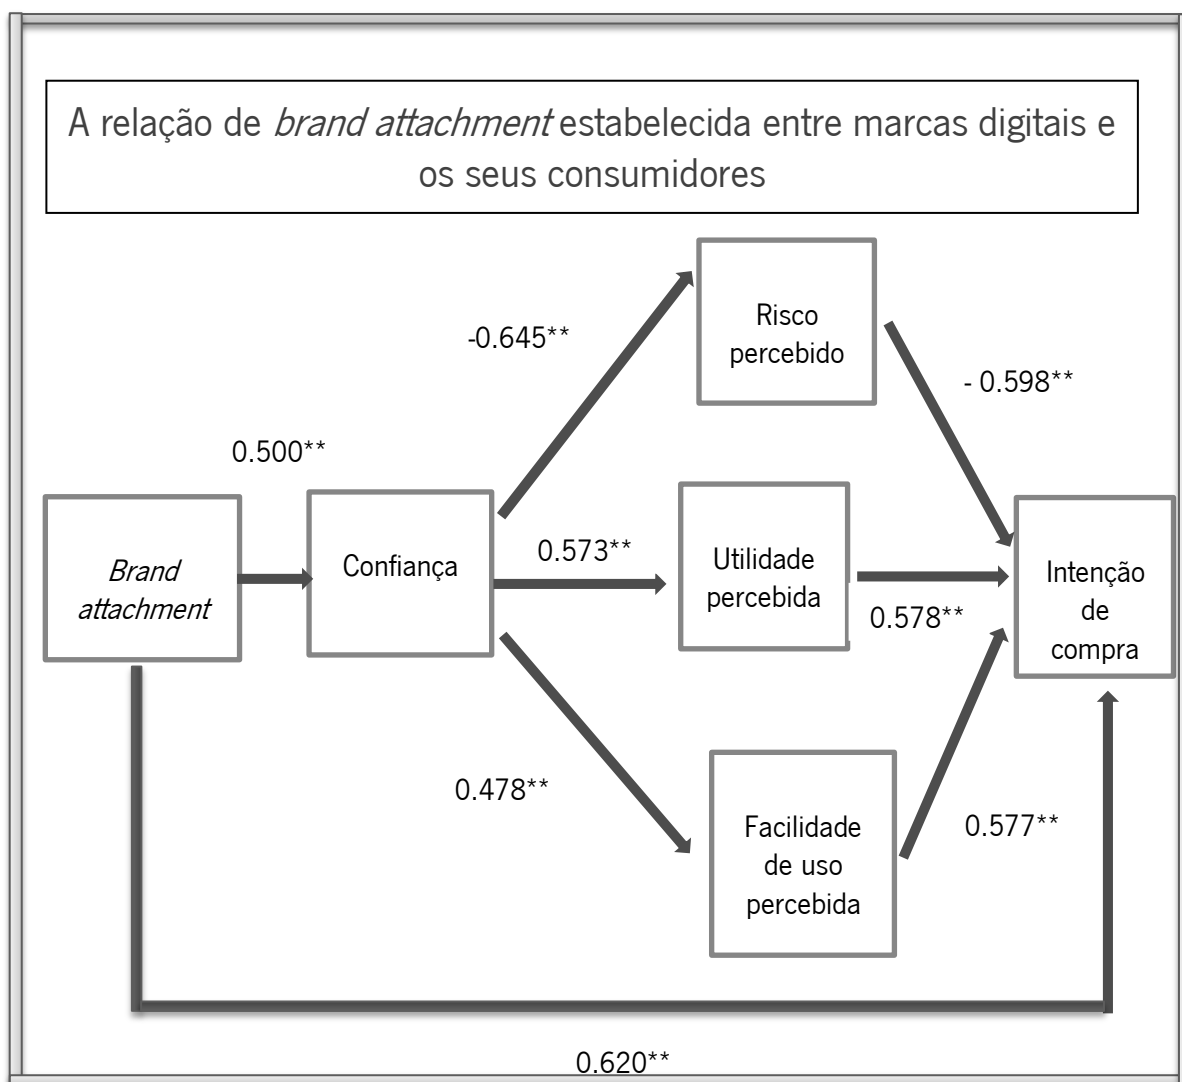 A relação de brand attachment estabelecida entre marcas digitais e
os seus consumidores
Risco
percebido
-0.645**
- 0.598**
0.500**
Brand
attachment
Confiança
0.573**
Utilidade
percebida
0.578**
Intenção
de
compra
0.478**
Facilidade
de uso
percebida
0.577**
0.620**